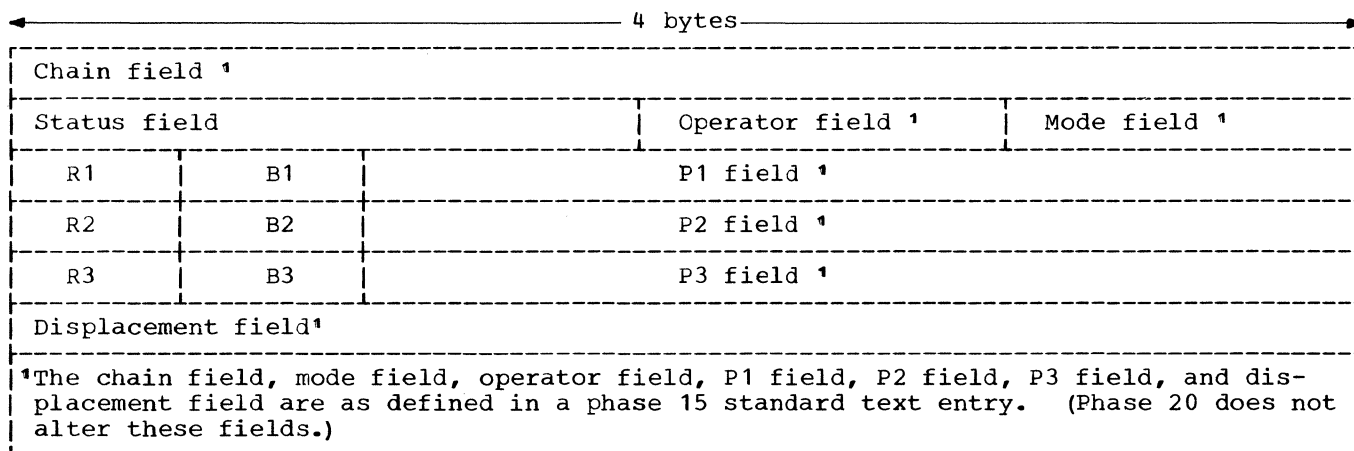 4 bytes
Chain field ¹
Status field Operator field ¹ Mode field ¹
R1 B1 P1 field ¹
R2 B2 P2 field ¹
R3 B3 P3 field ¹
Displacement field¹
¹The chain field, mode field, operator field, P1 field, P2 field, P3 field, and dis-
placement field are as defined in a phase 15 standard text entry. (Phase 20 does not
alter these fields.)